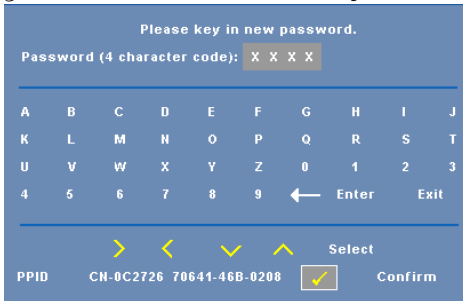 Please key in new password.
Password (4 character code): X X X X
A B C D E F G H I J
K L M N O P Q R S T
U V W X Y Z 0 1 2 3
4 5 6 7 8 9 Enter Exit
Select
PPID CN-0C2726 70641-46B-0208 Confirm